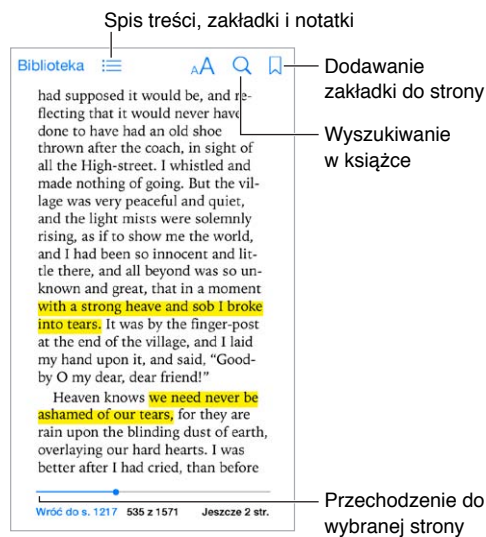 Spis treści, zakładki i notatki
Biblioteka
AA
Dodawanie
zakładki do strony
Wyszukiwanie
w książce
had supposed it would be, and re-
flecting that it would never have
done to have had an old shoe
thrown after the coach, in sight of
all the High-street. I whistled and
made nothing of going. But the vil-
lage was very peaceful and quiet,
and the light mists were solemnly
rising, as if to show me the world,
and I had been so innocent and lit-
tle there, and all beyond was so un-
known and great, that in a moment
with a strong heave and sob I broke
into tears. It was by the finger-post
at the end of the village, and I laid
my hand upon it, and said, “Good-
by O my dear, dear friend!”
Heaven knows we need never be
ashamed of our tears, for they are
rain upon the blinding dust of earth,
overlaying our hard hearts. I was
better after I had cried, than before
Wróć do s. 1217 535 z 1571 Jeszcze 2 str.
Przechodzenie do
wybranej strony